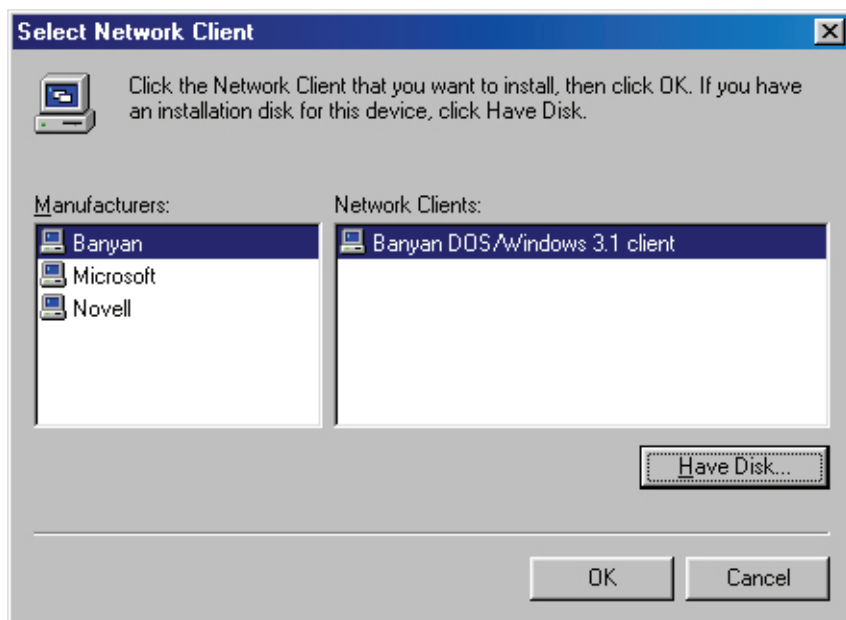 Select Network Client
Click the Network Client that you want to install, then click OK. If you have
an installation disk for this device, click Have Disk.
Manufacturers:
Network Clients:
Banyan
Microsoft
Novell
Banyan DOS/Windows 3.1 client
Have Disk...
OK
Cancel